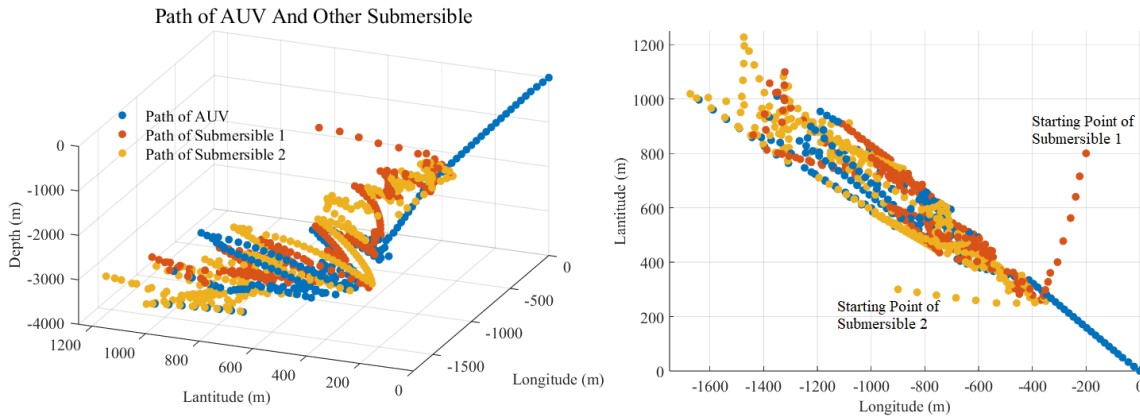 Path of AUV And Other Submersible
Path of AUV
Path of Submersible 1
Path of Submersible 2
0
-1000
-2000
-3000
-4000
Depth (m)
1200
1000
800
600
400
200
0
Lantitude (m)
0
-500
-1000
-1500
Longitude (m)
1200
1000
800
600
400
200
0
Lantitude (m)
Starting Point of
Submersible 1
Starting Point of
Submersible 2
-1600
-1400
-1200
-1000
-800
-600
-400
-200
0
Longitude (m)